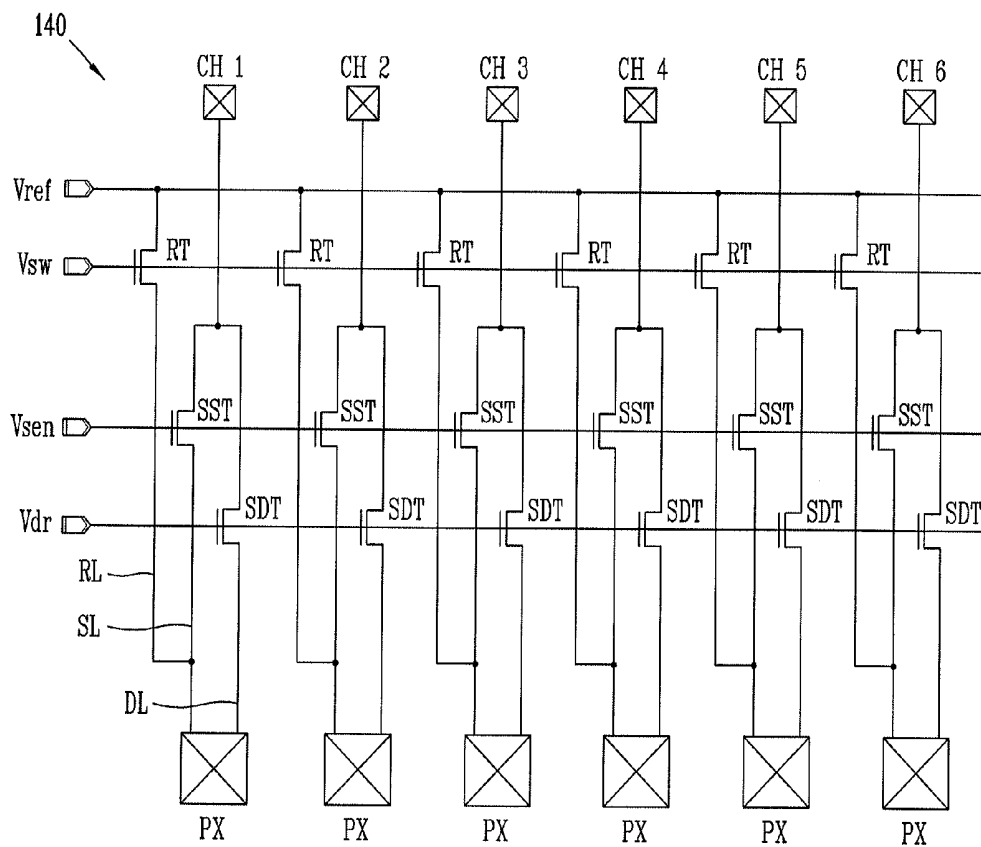 140
CH 1 CH 2 CH 3 CH 4 CH 5 CH 6
Vref
Vsw RT RT RT RT RT RT
Vsen SST SST SST SST SST SST
Vdr SDT SDT SDT SDT SDT SDT
RL
SL
DL
PX PX PX PX PX PX